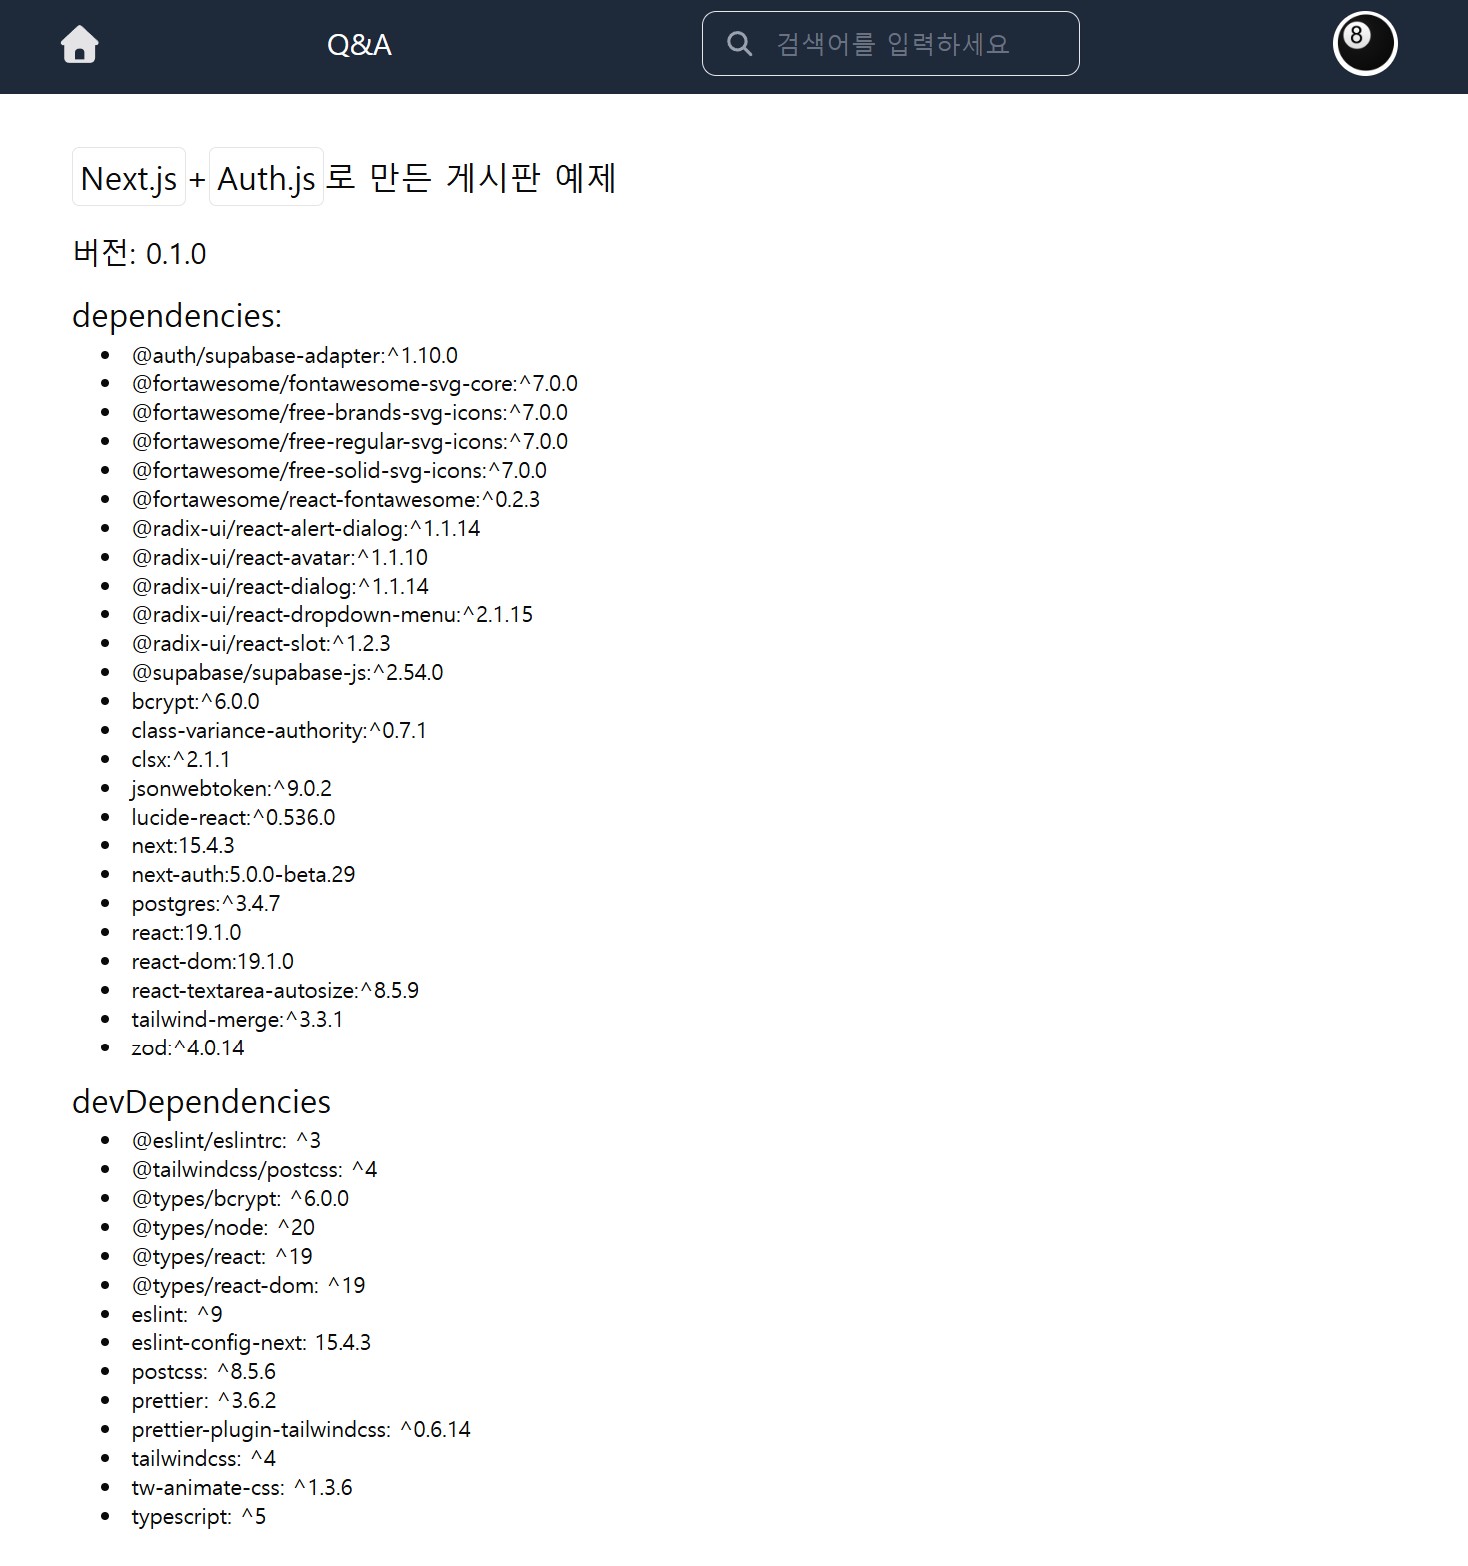 Q&A
검색어를 입력하세요
8
Next.js + Auth.js 로 만든 게시판 예제
버전: 0.1.0
dependencies:
@auth/supabase-adapter:^1.10.0
@fortawesome/fontawesome-svg-core:^7.0.0
@fortawesome/free-brands-svg-icons:^7.0.0
@fortawesome/free-regular-svg-icons:^7.0.0
@fortawesome/free-solid-svg-icons:^7.0.0
@fortawesome/react-fontawesome:^0.2.3
@radix-ui/react-alert-dialog:^1.1.14
@radix-ui/react-avatar:^1.1.10
@radix-ui/react-dialog:^1.1.14
@radix-ui/react-dropdown-menu:^2.1.15
@radix-ui/react-slot:^1.2.3
@supabase/supabase-js:^2.54.0
bcrypt:^6.0.0
class-variance-authority:^0.7.1
clsx:^2.1.1
jsonwebtoken:^9.0.2
lucide-react:^0.536.0
next:15.4.3
next-auth:5.0.0-beta.29
postgres:^3.4.7
react:19.1.0
react-dom:19.1.0
react-textarea-autosize:^8.5.9
tailwind-merge:^3.3.1
zod:^4.0.14
devDependencies
@eslint/eslintrc: ^3
@tailwindcss/postcss: ^4
@types/bcrypt: ^6.0.0
@types/node: ^20
@types/react: ^19
@types/react-dom: ^19
eslint: ^9
eslint-config-next: 15.4.3
postcss: ^8.5.6
prettier: ^3.6.2
prettier-plugin-tailwindcss: ^0.6.14
tailwindcss: ^4
tw-animate-css: ^1.3.6
typescript: ^5